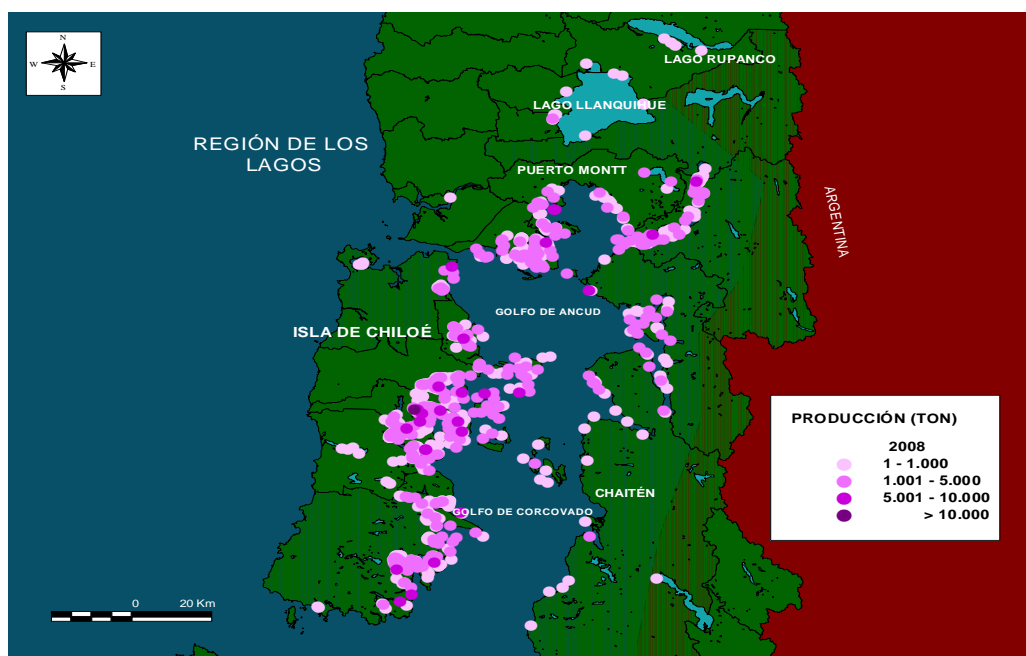 N
W E
S
LAGO RUPANCO
LAGO LLANQUIHUE
REGIÓN DE LOS
LAGOS
PUERTO MONTT
ARGENTINA
GOLFO DE ANCUD
ISLA DE CHILOÉ
PRODUCCIÓN (TON)
2008
1 - 1.000
1.001 - 5.000
5.001 - 10.000
> 10.000
CHAITÉN
GOLFO DE CORCOVADO
0 20 Km